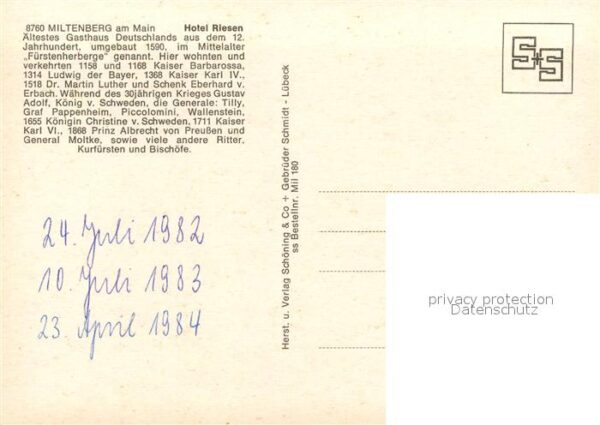 8760 MILTENBERG am Main Hotel Riesen
Ältestes Gasthaus Deutschlands aus dem 12.
Jahrhundert, umgebaut 1590, im Mittelalter
„Fürstenherberge" genannt. Hier wohnten und
verkehrten 1158 und 1168 Kaiser Barbarossa,
1314 Ludwig der Bayer, 1368 Kaiser Karl IV.,
1518 Dr. Martin Luther und Schenk Eberhard v.
Erbach. Während des 30jährigen Krieges Gustav
Adolf, König v. Schweden, die Generale: Tilly,
Graf Pappenheim, Piccolomini, Wallenstein,
1655 Königin Christine v. Schweden, 1711 Kaiser
Karl VI., 1868 Prinz Albrecht von Preußen und
General Moltke, sowie viele andere Ritter,
Kurfürsten und Bischöfe.
24. Juli 1982
10. Juli 1983
23. April 1984
Herst. u. Verlag Schöning & Co + Gebrüder Schmidt - Lübeck
ss Bestellnr. Mil 180
S+S
privacy protection
Datenschutz